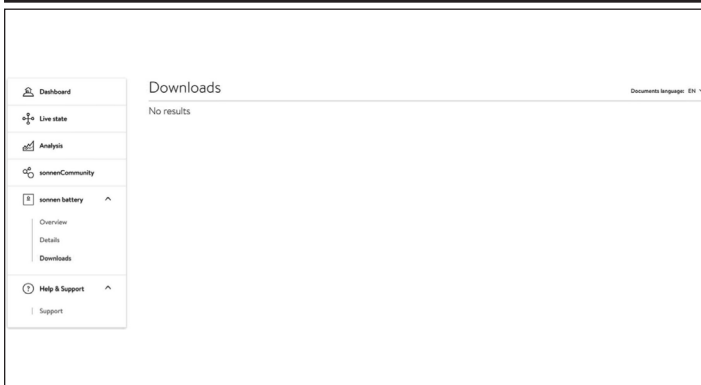 Dashboard
Live state
Analysis
sonnenCommunity
sonnen battery
Overview
Details
Downloads
Help & Support
Support
Downloads
Documents language: EN
No results